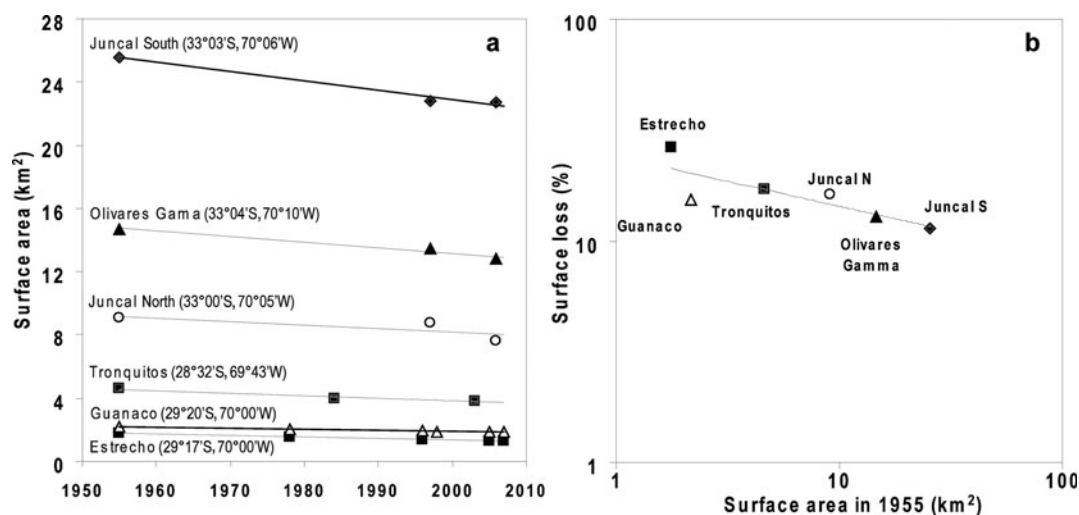 a
Surface area (km²)
28
24
20
16
12
8
4
0
Juncal South (33°03'S, 70°06'W)
Olivares Gama (33°04'S, 70°10'W)
Juncal North (33°00'S, 70°05'W)
Tronquitos (28°32'S, 69°43'W)
Guanaco (29°20'S, 70°00'W)
Estrecho (29°17'S, 70°00'W)
1950 1960 1970 1980 1990 2000 2010
b
Surface loss (%)
100
10
1
Estrecho
Guanaco
Tronquitos
Juncal N
Olivares
Gamma
Juncal S
1 10 100
Surface area in 1955 (km²)